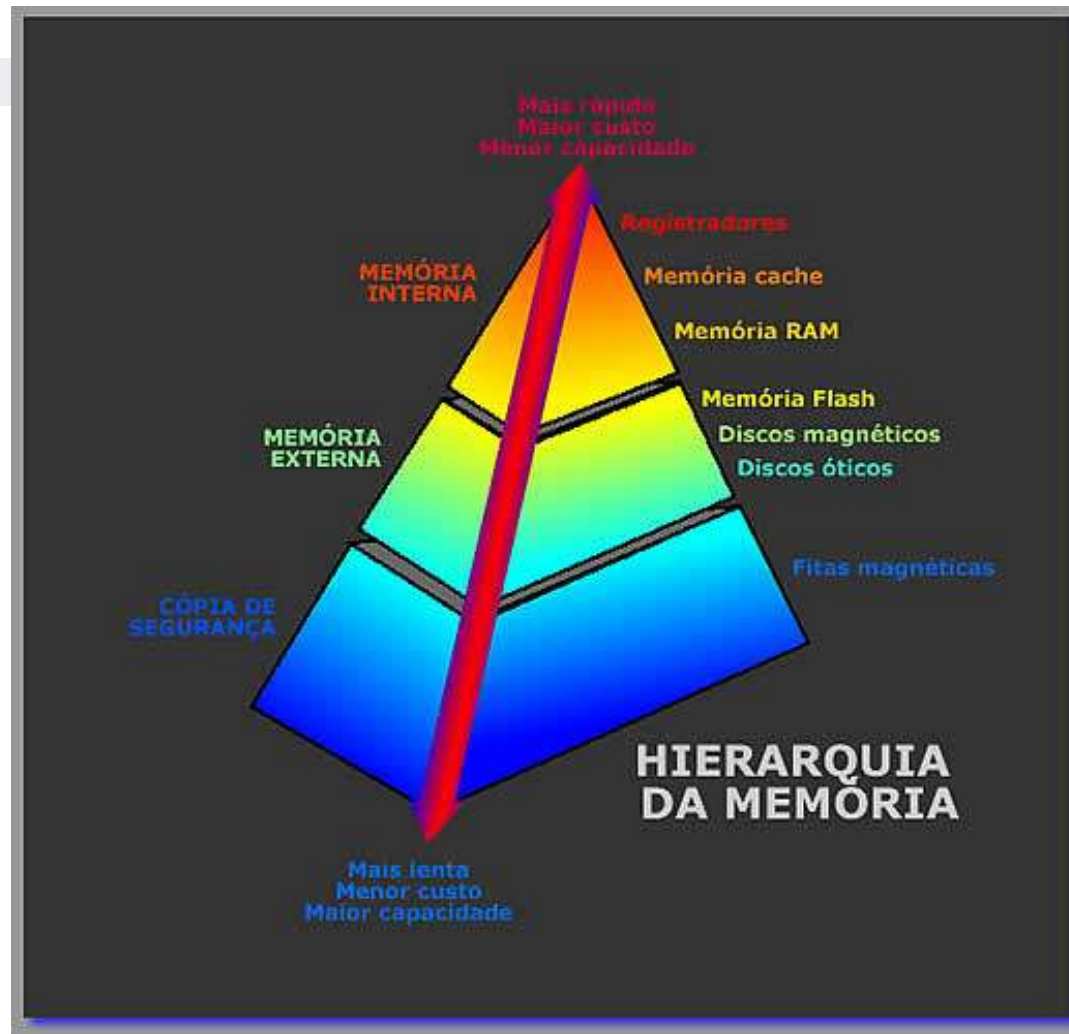 Mais rápido
Maior custo
Menor capacidade
Registradores
MEMÓRIA
INTERNA
Memória cache
Memória RAM
Memória Flash
MEMÓRIA
EXTERNA
Discos magnéticos
Discos óticos
Fitas magnéticas
CÓPIA DE
SEGURANÇA
HIERARQUIA
DA MEMÓRIA
Mais lenta
Menor custo
Maior capacidade